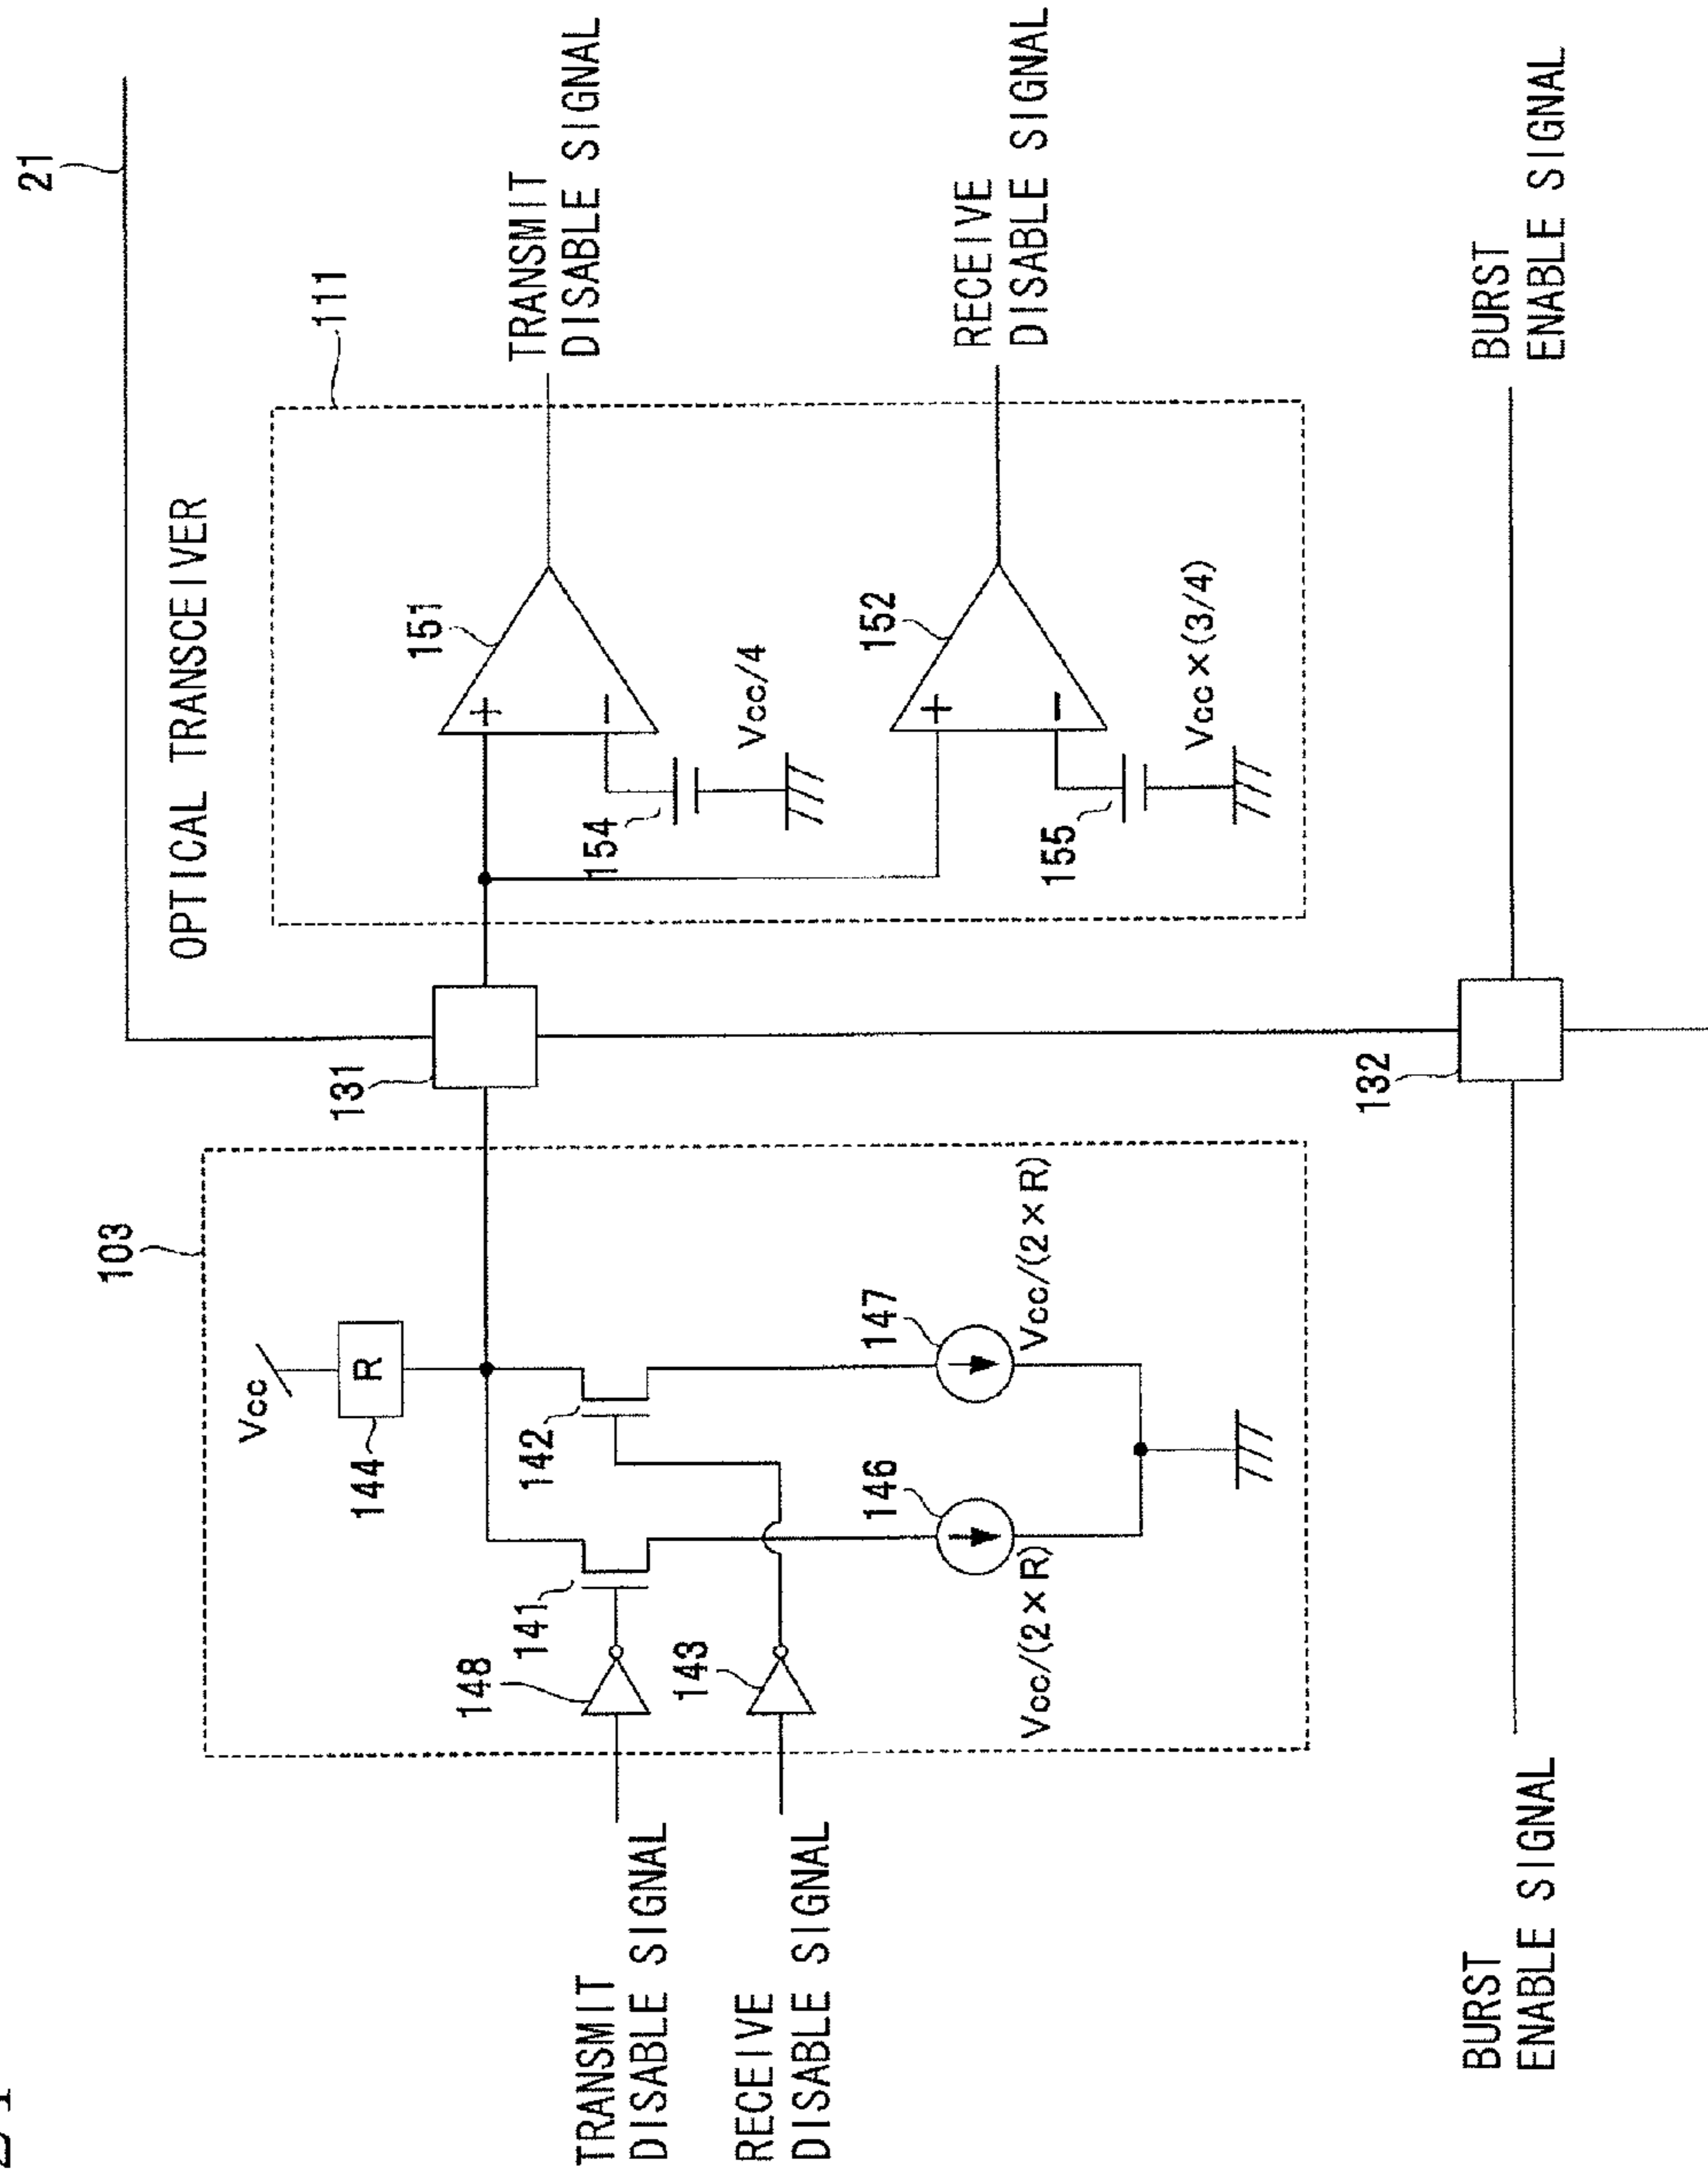 21
OPTICAL TRANSCEIVER
111
103
Vcc
R
144
131
151
TRANSMIT
DISABLE SIGNAL
148
141
142
154
Vcc/4
TRANSMIT
DISABLE SIGNAL
143
RECEIVE
DISABLE SIGNAL
146
147
152
RECEIVE
DISABLE SIGNAL
Vcc/(2×R)
Vcc/(2×R)
155
Vcc×(3/4)
132
BURST
ENABLE SIGNAL
BURST
ENABLE SIGNAL